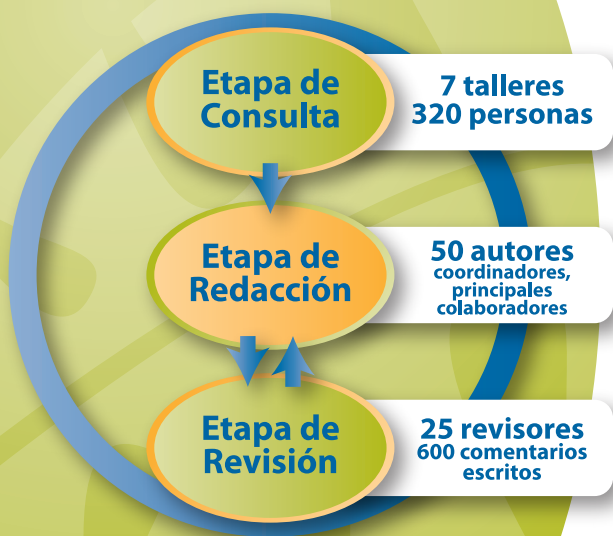 Etapa de
Consulta
7 talleres
320 personas
Etapa de
Redacción
50 autores
coordinadores,
principales
colaboradores
Etapa de
Revisión
25 revisores
600 comentarios
escritos